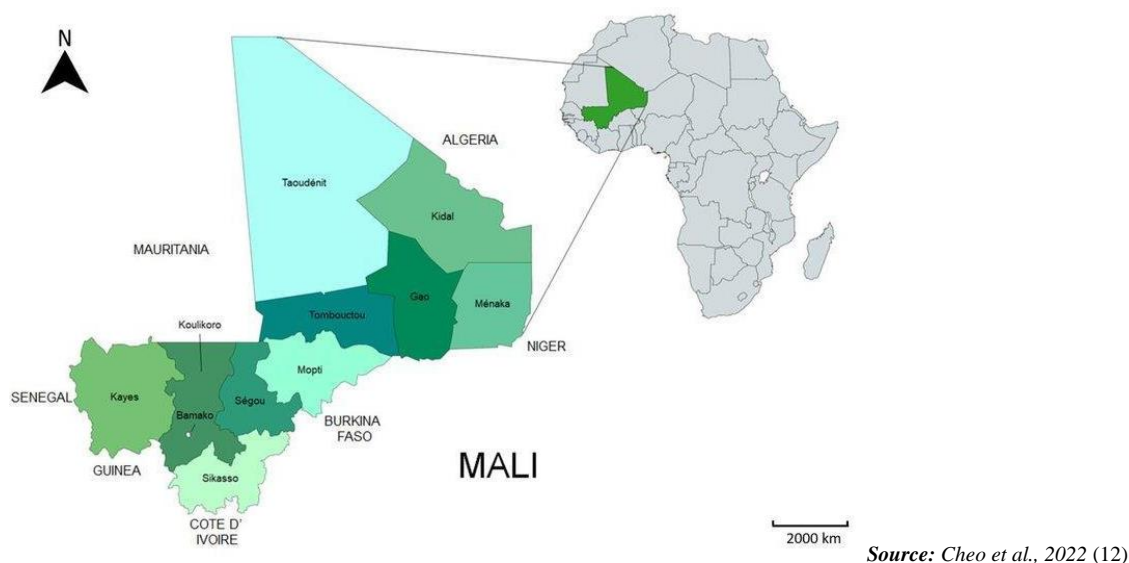 N
ALGERIA
Taoudénit
Kidal
MAURITANIA
Gao
Ménaka
Tombouctou
Koulikoro
NIGER
Mopti
SENEGAL
Kayes
Ségou
Bamako
BURKINA
FASO
GUINEA
MALI
Sikasso
COTE D'
IVOIRE
2000 km
Source: Cheo et al., 2022 (12)